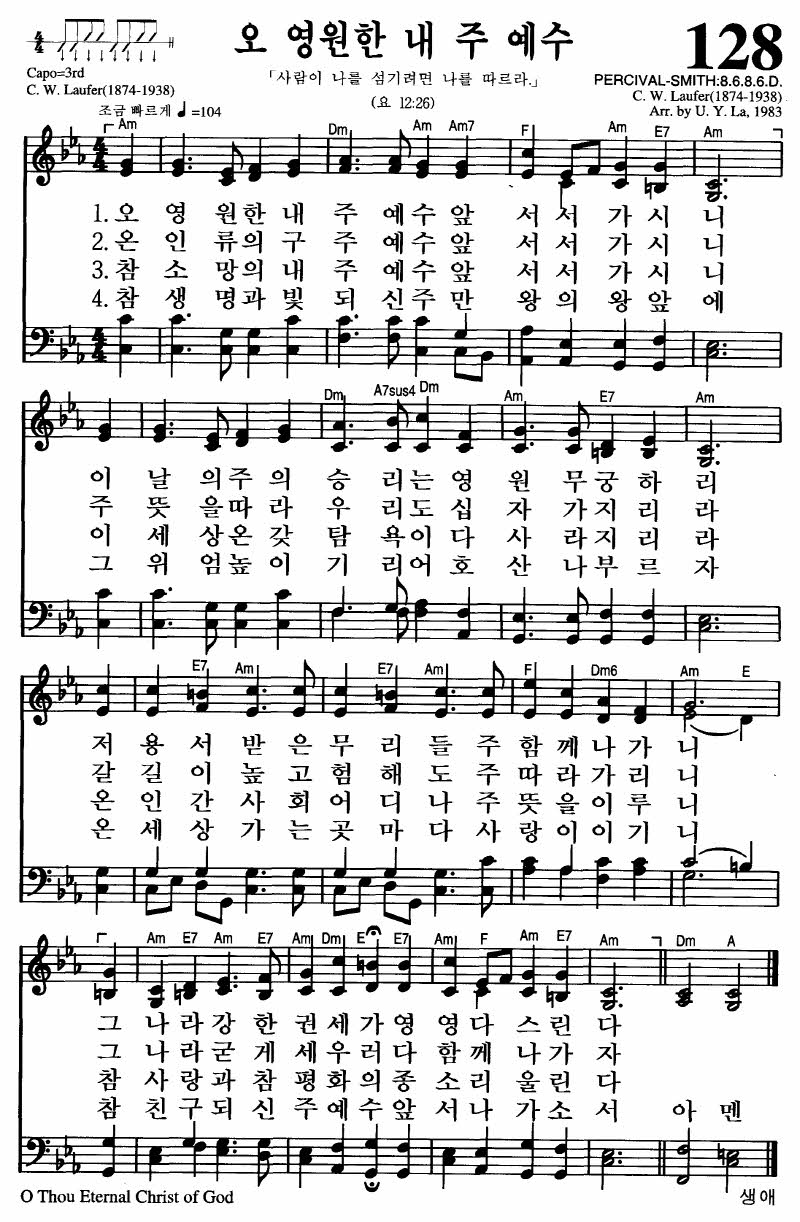 오 영원한 내 주 예수
128
「사람이 나를 섬기려면 나를 따르라.」
(요 12:26)
Capo=3rd
C. W. Laufer(1874-1938)
PERCIVAL-SMITH:8.6.8.6.D.
C. W. Laufer(1874-1938)
Arr. by U. Y. La, 1983
조금 빠르게 ♩=104
4/4
Am Dm Am Am7 F Am E7 Am
1. 오 영 원한 내 주 예수 앞 서서 가시 니
2. 온 인 류의 구 주 예수 앞 서서 가시 니
3. 참 소 망의 내 주 예수 앞 서서 가시 니
4. 참 생 명과 빛 되 신주 만 왕의 왕앞 에
Dm A7sus4 Dm Am E7 Am
이 날 의주 의 승 리는 영 원 무궁 하 리
주 뜻 을따 라 우 리도 십 자 가지 리 라
이 세 상온 갖 탐 욕이 다 사 라지 리 라
그 위 엄높 이 기 리어 호 산 나부 르 자
E7 Am E7 Am F Dm6 Am E
저 용 서 받 은 무 리 들 주 함 께 나 가 니
갈 길 이 높 고 험 해 도 주 따 라 가 리 니
온 인 간 사 회 어 디 나 주 뜻 을 이 루 니
온 세 상 가 는 곳 마 다 사 랑 이 이 기 니
Am E7 Am E7 Am Dm E E7 Am F Am E7 Am Dm A
그 나 라 강 한 권 세 가 영 영 다 스 린 다
그 나 라 굳 게 세 우 러 다 함 께 나 가 자
참 사 랑 과 참 평 화 의 종 소 리 울 린 다
참 친 구 되 신 주 예 수 앞 서 나 가 소 서 아 멘
O Thou Eternal Christ of God
생애